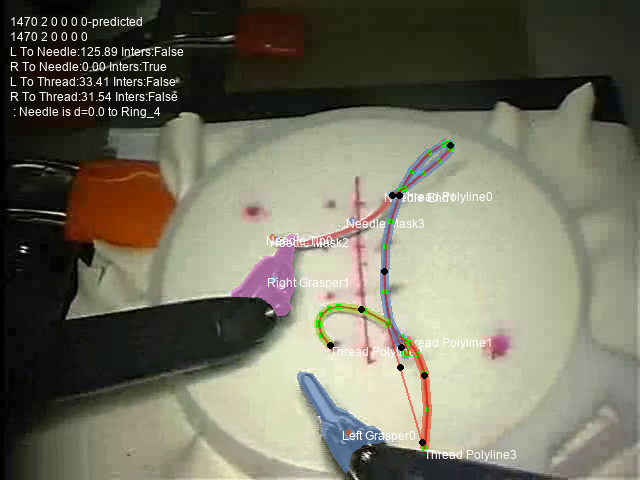 1470 2 0 0 0 0-predicted
1470 2 0 0 0 0
L To Needle:125.89 Inters:False
R To Needle:0.00 Inters:True
L To Thread:33.41 Inters:False
R To Thread:31.54 Inters:False
: Needle is d=0.0 to Ring_4
Thread Polyline0
Needle Mask3
Needle Mask2
Right Grasper1
Thread Polyline1
Left Grasper0
Thread Polyline3